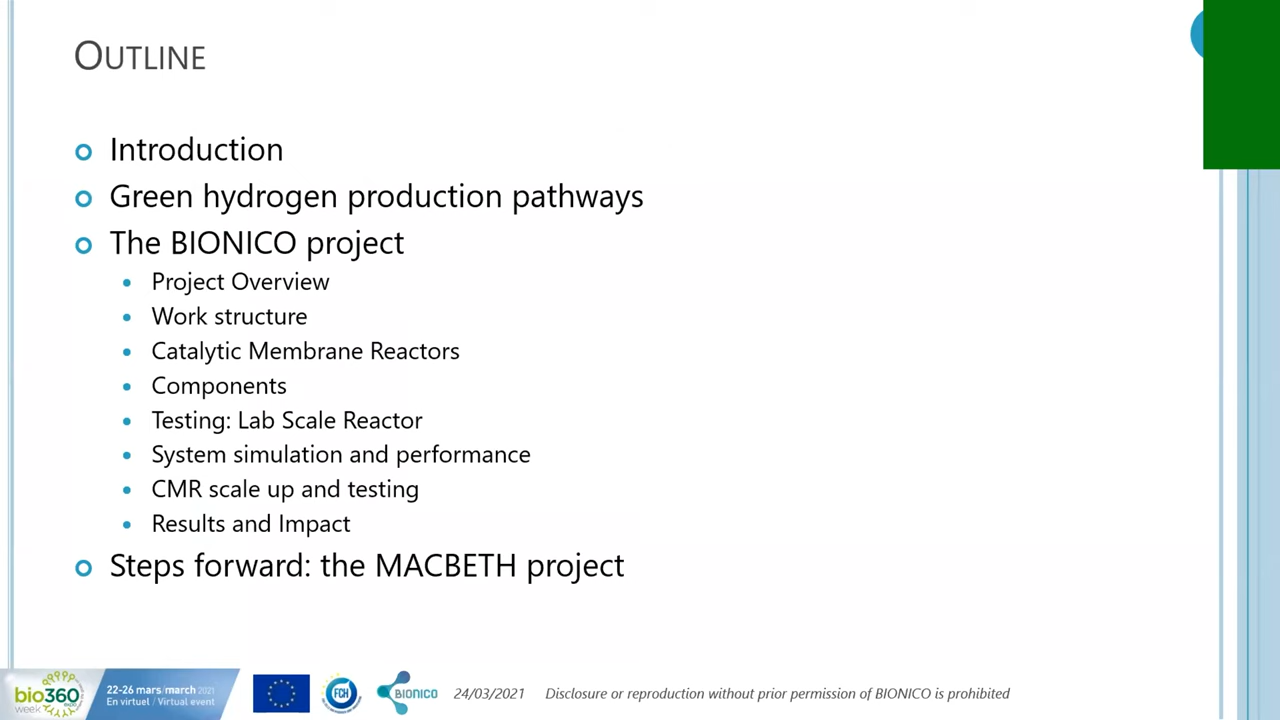 OUTLINE
Introduction
Green hydrogen production pathways
The BIONICO project
Project Overview
Work structure
Catalytic Membrane Reactors
Components
Testing: Lab Scale Reactor
System simulation and performance
CMR scale up and testing
Results and Impact
Steps forward: the MACBETH project
bio360
week expo
22-26 mars/march 2021
En virtuel / Virtual event
FCH
BIONICO
24/03/2021
Disclosure or reproduction without prior permission of BIONICO is prohibited